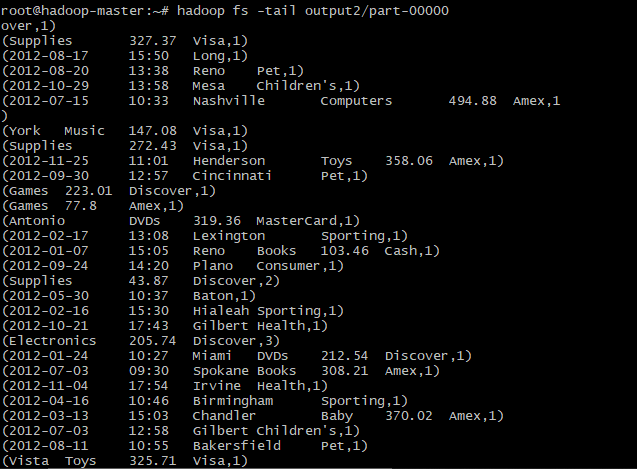 root@hadoop-master:~# hadoop fs -tail output2/part-00000
over,1)
(Supplies 327.37 Visa,1)
(2012-08-17 15:50 Long,1)
(2012-08-20 13:38 Reno Pet,1)
(2012-10-29 13:58 Mesa Children's,1)
(2012-07-15 10:33 Nashville Computers 494.88 Amex,1
)
(York Music 147.08 Visa,1)
(Supplies 272.43 Visa,1)
(2012-11-25 11:01 Henderson Toys 358.06 Amex,1)
(2012-09-30 12:57 Cincinnati Pet,1)
(Games 223.01 Discover,1)
(Games 77.8 Amex,1)
(Antonio DVDs 319.36 MasterCard,1)
(2012-02-17 13:08 Lexington Sporting,1)
(2012-01-07 15:05 Reno Books 103.46 Cash,1)
(2012-09-24 14:20 Plano Consumer,1)
(Supplies 43.87 Discover,2)
(2012-05-30 10:37 Baton,1)
(2012-02-16 15:30 Hialeah Sporting,1)
(2012-10-21 17:43 Gilbert Health,1)
(Electronics 205.74 Discover,3)
(2012-01-24 10:27 Miami DVDs 212.54 Discover,1)
(2012-07-03 09:30 Spokane Books 308.21 Amex,1)
(2012-11-04 17:54 Irvine Health,1)
(2012-04-16 10:46 Birmingham Sporting,1)
(2012-03-13 15:03 Chandler Baby 370.02 Amex,1)
(2012-07-03 12:58 Gilbert Children's,1)
(2012-08-11 10:55 Bakersfield Pet,1)
(Vista Toys 325.71 Visa,1)